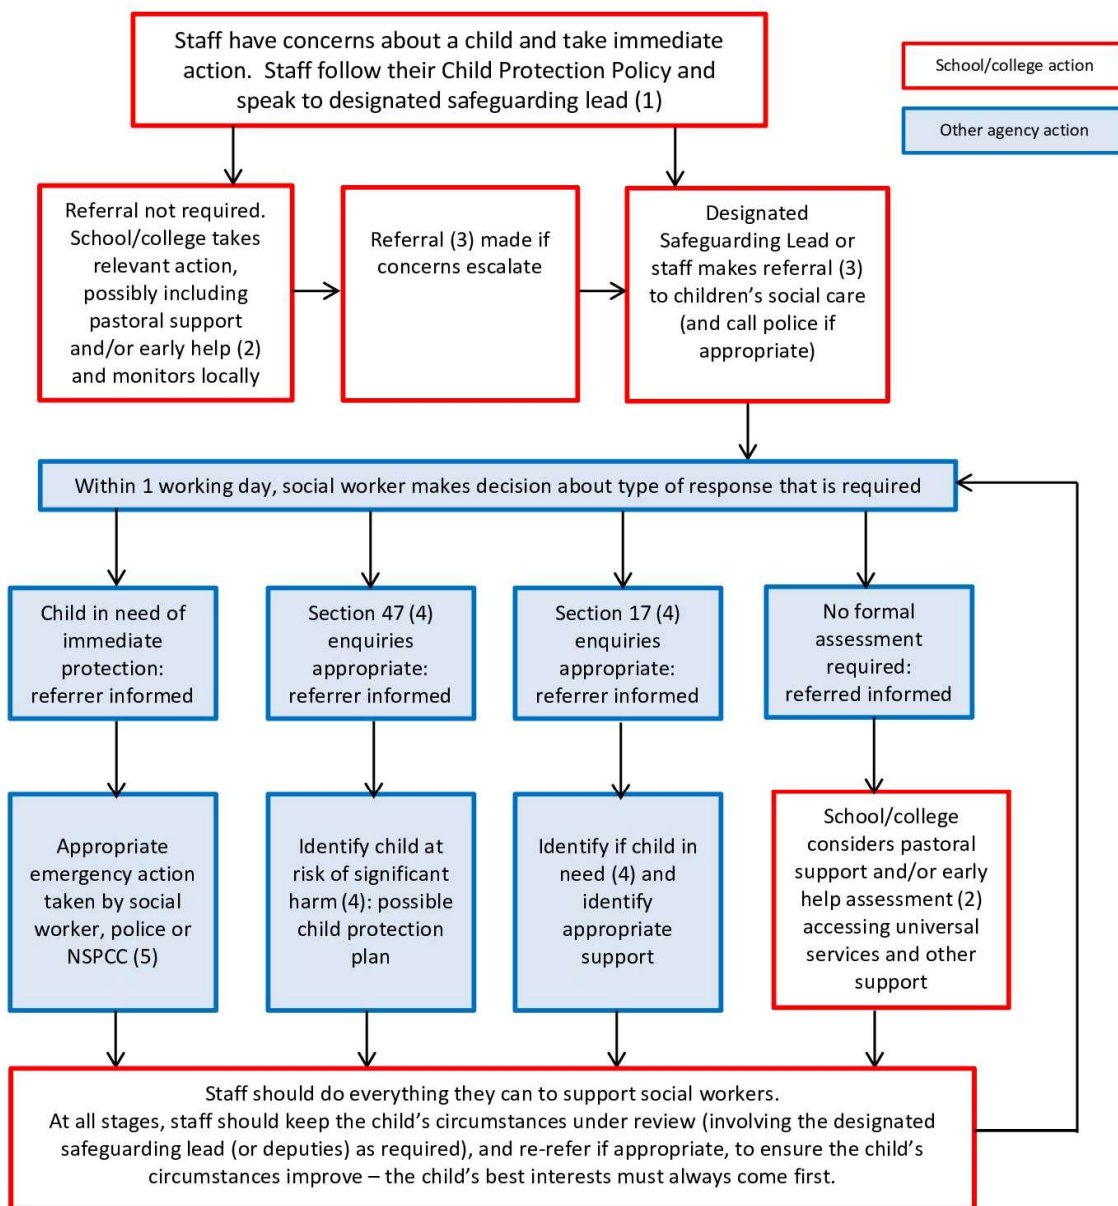 Staff have concerns about a child and take immediate
action.  Staff follow their Child Protection Policy and
speak to designated safeguarding lead (1)
School/college action
Other agency action
Referral not required.
School/college takes
relevant action,
possibly including
pastoral support
and/or early help (2)
and monitors locally
Referral (3) made if
concerns escalate
Designated
Safeguarding Lead or
staff makes referral (3)
to children’s social care
(and call police if
appropriate)
Within 1 working day, social worker makes decision about type of response that is required
Child in need of
immediate
protection:
referrer informed
Section 47 (4)
enquiries
appropriate:
referrer informed
Section 17 (4)
enquiries
appropriate:
referrer informed
No formal
assessment
required:
referred informed
Appropriate
emergency action
taken by social
worker, police or
NSPCC (5)
Identify child at
risk of significant
harm (4): possible
child protection
plan
Identify if child in
need (4) and
identify
appropriate
support
School/college
considers pastoral
support and/or early
help assessment (2)
accessing universal
services and other
support
Staff should do everything they can to support social workers.
At all stages, staff should keep the child’s circumstances under review (involving the designated
safeguarding lead (or deputies) as required), and re-refer if appropriate, to ensure the child’s
circumstances improve – the child’s best interests must always come first.